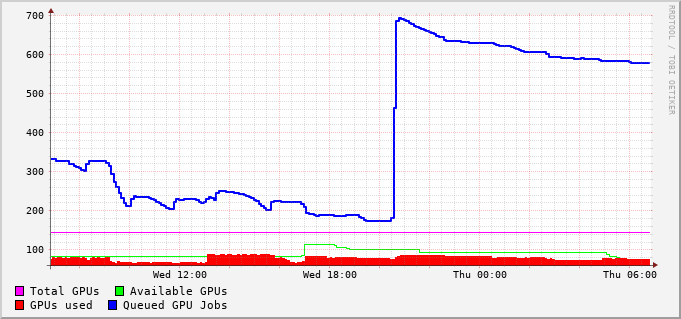 700
600
500
400
300
200
100
Wed 12:00 Wed 18:00 Thu 00:00 Thu 06:00
Total GPUs Available GPUs
GPUs used Queued GPU Jobs
RRDTOOL / TOBI OETIKER